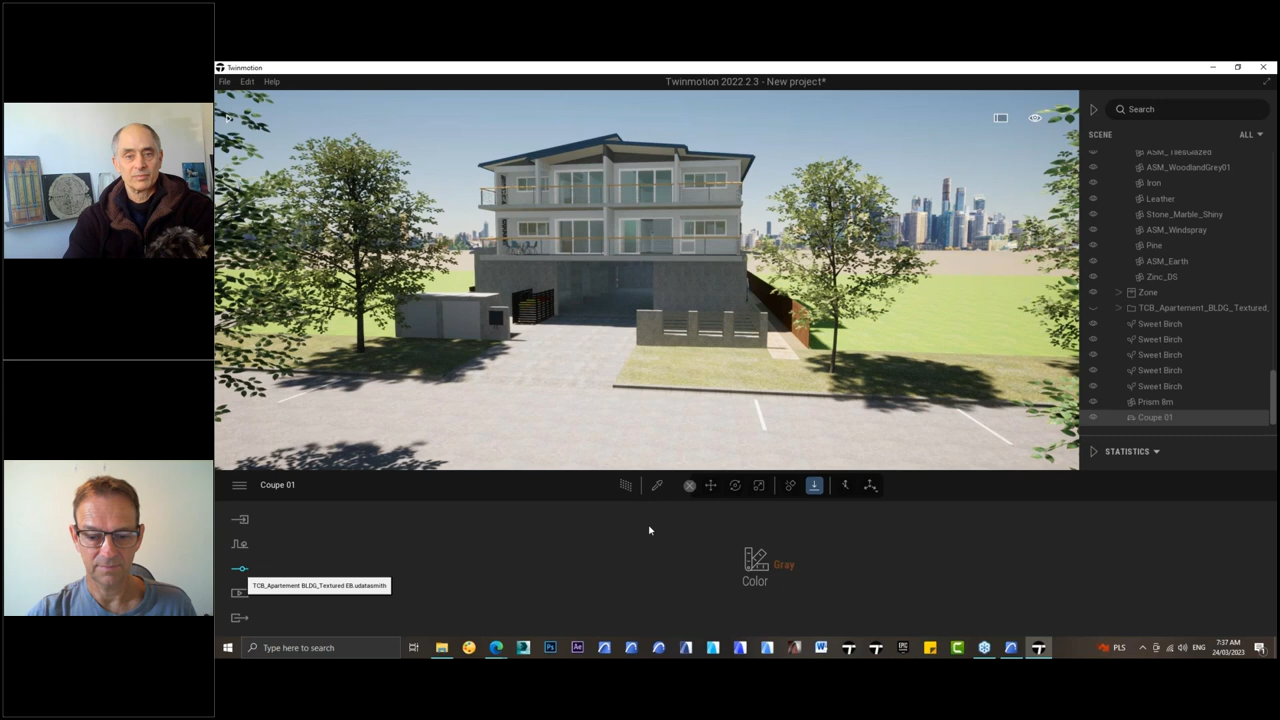 Twinmotion
File Edit Help
Twinmotion 2022.2.3 - New project*
Search
SCENE
ALL
ASM_TilesGlazed
ASM_WoodlandGrey01
Iron
Leather
Stone_Marble_Shiny
ASM_Windspray
Pine
ASM_Earth
Zinc_DS
Zone
TCB_Apartement_BLDG_Textured_
Sweet Birch
Sweet Birch
Sweet Birch
Sweet Birch
Sweet Birch
Prism 8m
Coupe 01
STATISTICS
Coupe 01
Gray
Color
TCB_Apartement BLDG_Textured EB.udatasmith
Type here to search
PLS
ENG
7:37 AM
24/03/2023